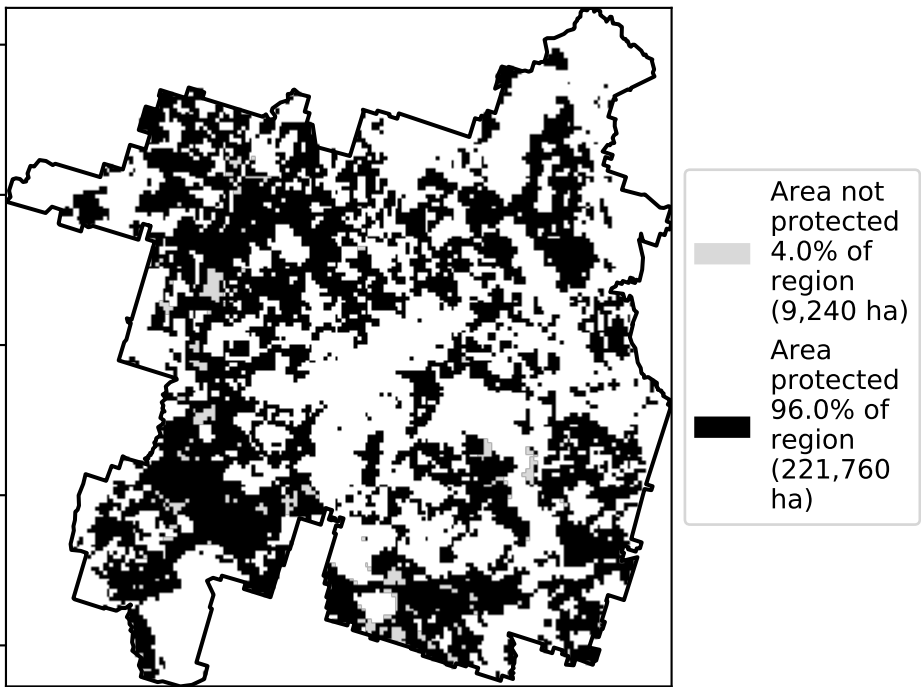 Area not
protected
4.0% of
region
(9,240 ha)
Area
protected
96.0% of
region
(221,760
ha)